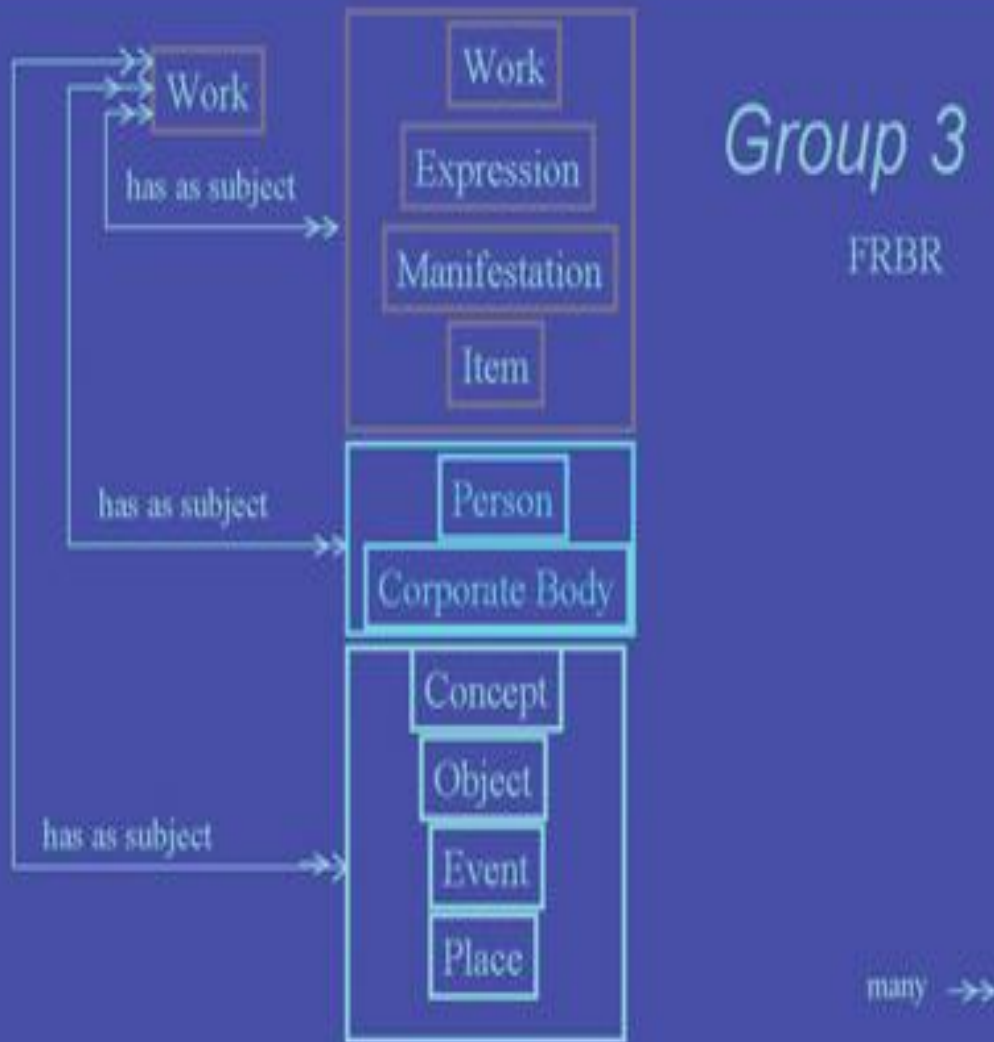 Group 3
FRBR
Work
has as subject
has as subject
has as subject
Work
Expression
Manifestation
Item
Person
Corporate Body
Concept
Object
Event
Place
many